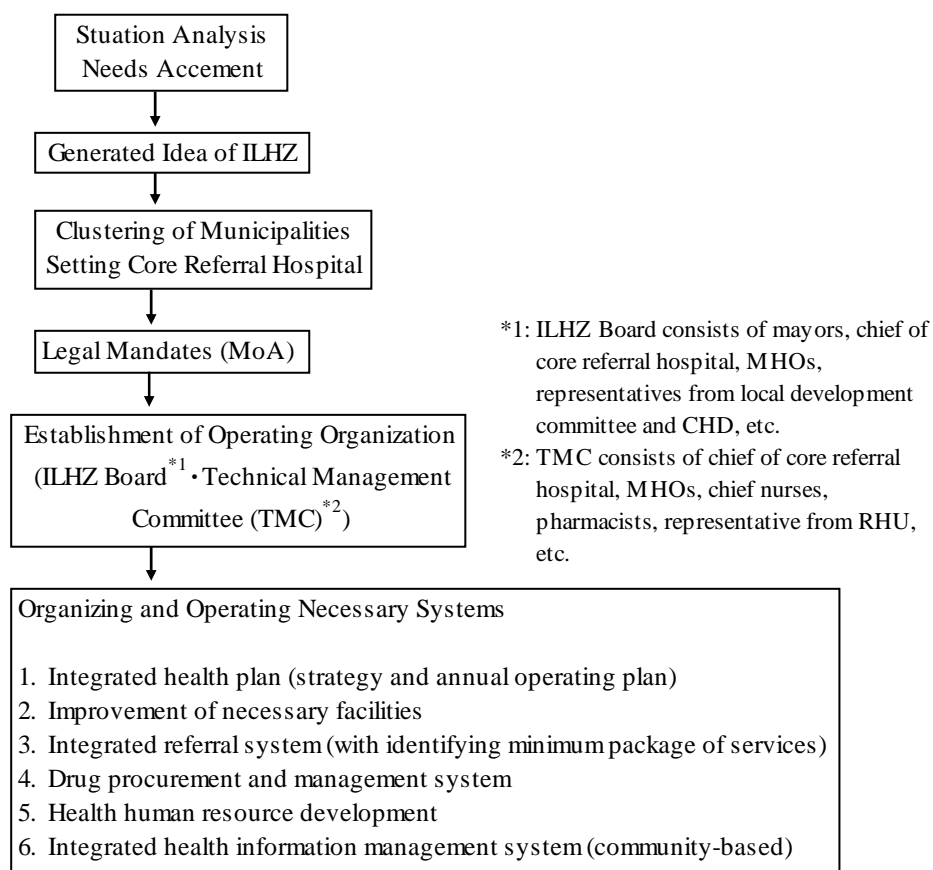 Stuation Analysis
Needs Accement
Generated Idea of ILHZ
Clustering of Municipalities
Setting Core Referral Hospital
Legal Mandates (MoA)
Establishment of Operating Organization
(ILHZ Board*1・Technical Management
Committee (TMC)*2)
*1: ILHZ Board consists of mayors, chief of
core referral hospital, MHOs,
representatives from local development
committee and CHD, etc.
*2: TMC consists of chief of core referral
hospital, MHOs, chief nurses,
pharmacists, representative from RHU,
etc.
Organizing and Operating Necessary Systems
1. Integrated health plan (strategy and annual operating plan)
2. Improvement of necessary facilities
3. Integrated referral system (with identifying minimum package of services)
4. Drug procurement and management system
5. Health human resource development
6. Integrated health information management system (community-based)